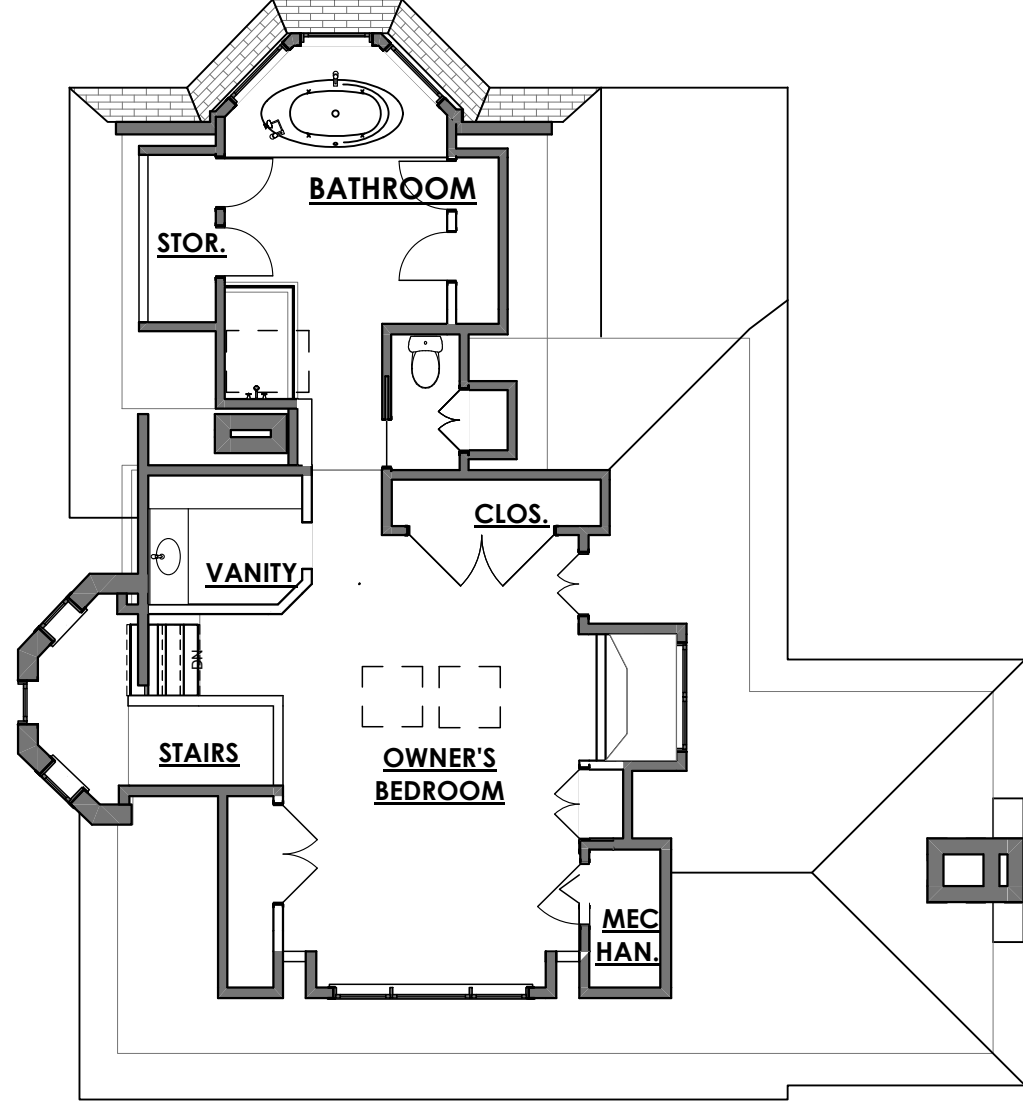 BATHROOM
STOR.
CLOS.
VANITY
DN
STAIRS
OWNER'S
BEDROOM
MEC
HAN.